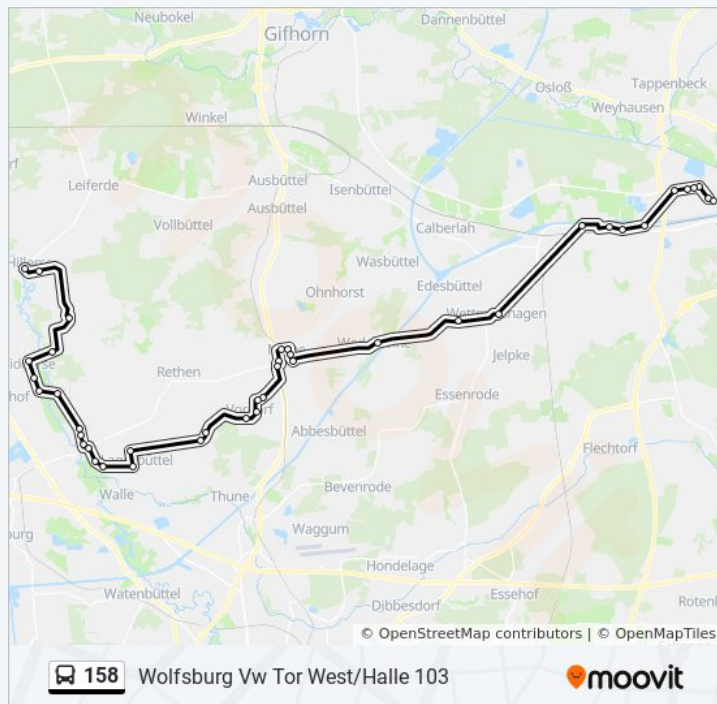 Neubokel
Dannenbüttel
Gifhorn
Osloß
Tappenbeck
Weyhausen
Winkel
Ausbüttel
Leiferde
Isenbüttel
Ausbüttel
Vollbüttel
Calberlah
Wasbüttel
Edesbüttel
Ohnhorst
Jelpke
Rethen
Essenrode
Abbesbüttel
Flechtorf
Bevenrode
Walle
Thune
Waggum
Hondelage
Watenbüttel
Essehof
Dibbesdorf
© OpenStreetMap contributors | © OpenMapTiles
158 Wolfsburg Vw Tor West/Halle 103
moovit